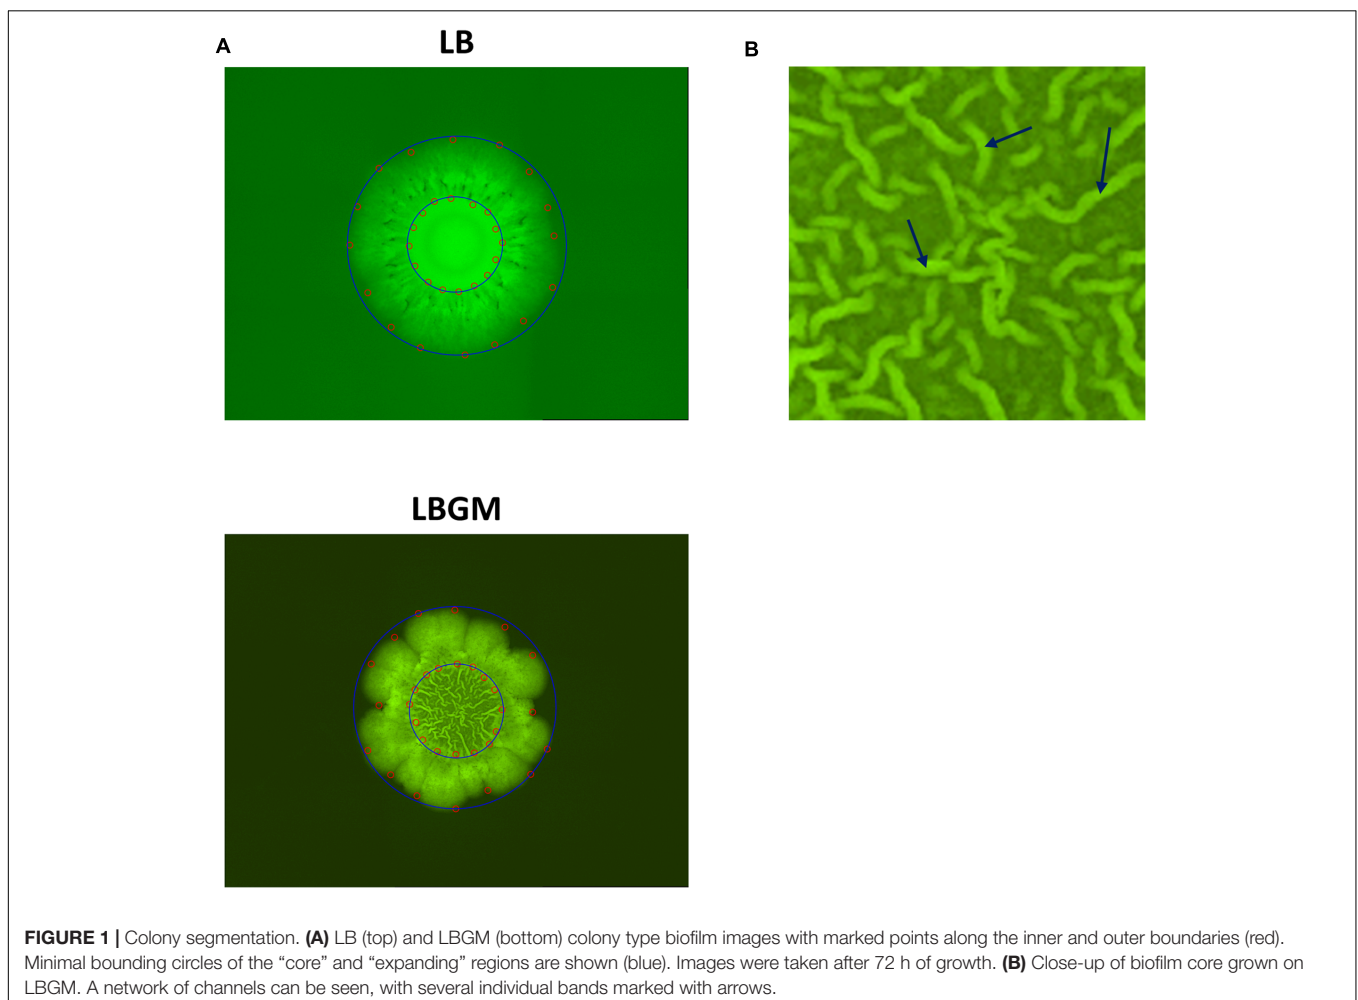 A
LB
B
LBGM
FIGURE 1 | Colony segmentation. (A) LB (top) and LBGM (bottom) colony type biofilm images with marked points along the inner and outer boundaries (red).
Minimal bounding circles of the “core” and “expanding” regions are shown (blue). Images were taken after 72 h of growth. (B) Close-up of biofilm core grown on
LBGM. A network of channels can be seen, with several individual bands marked with arrows.